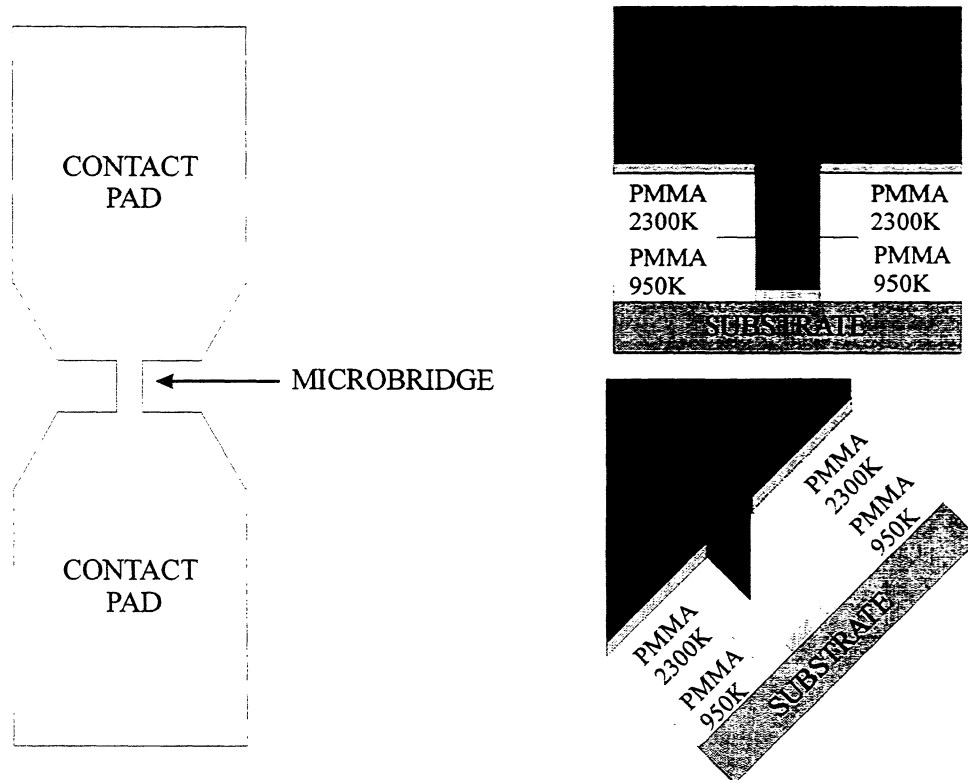 CONTACT
PAD
MICROBRIDGE
CONTACT
PAD
PMMA
2300K
PMMA
950K
PMMA
2300K
PMMA
950K
SUBSTRATE
PMMA
2300K
PMMA
950K
PMMA
2300K
PMMA
950K
SUBSTRATE